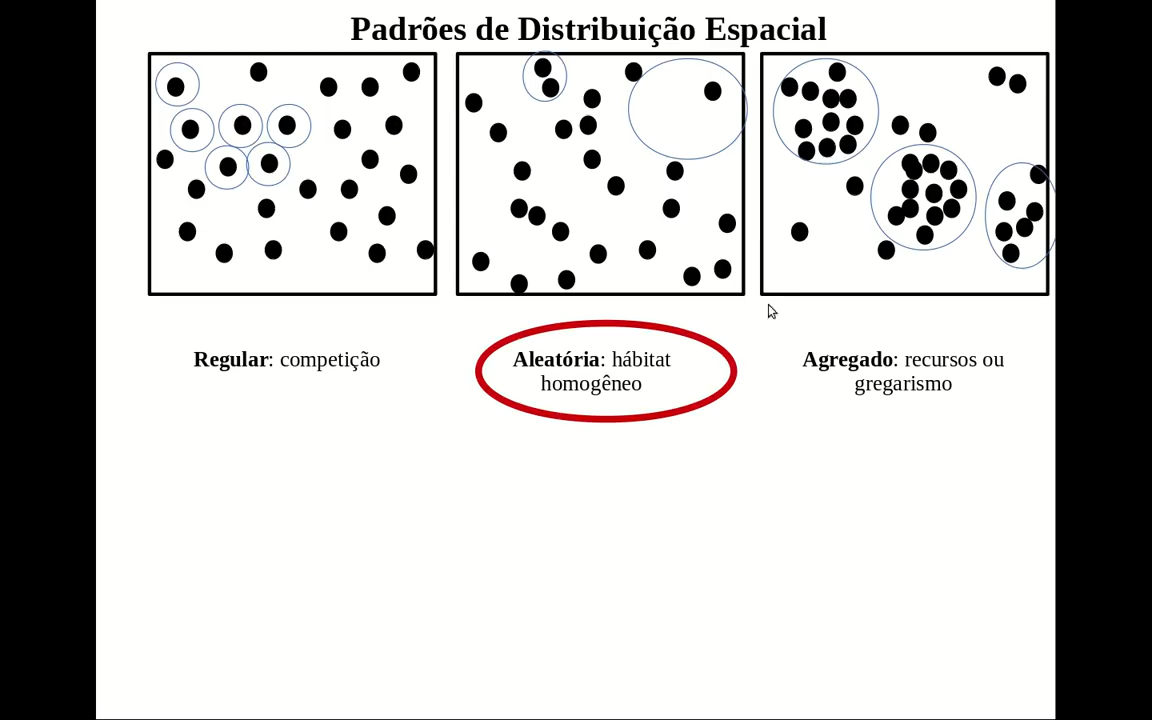 Padrões de Distribuição Espacial
Regular: competição
Aleatória: hábitat
homogêneo
Agregado: recursos ou
gregarismo